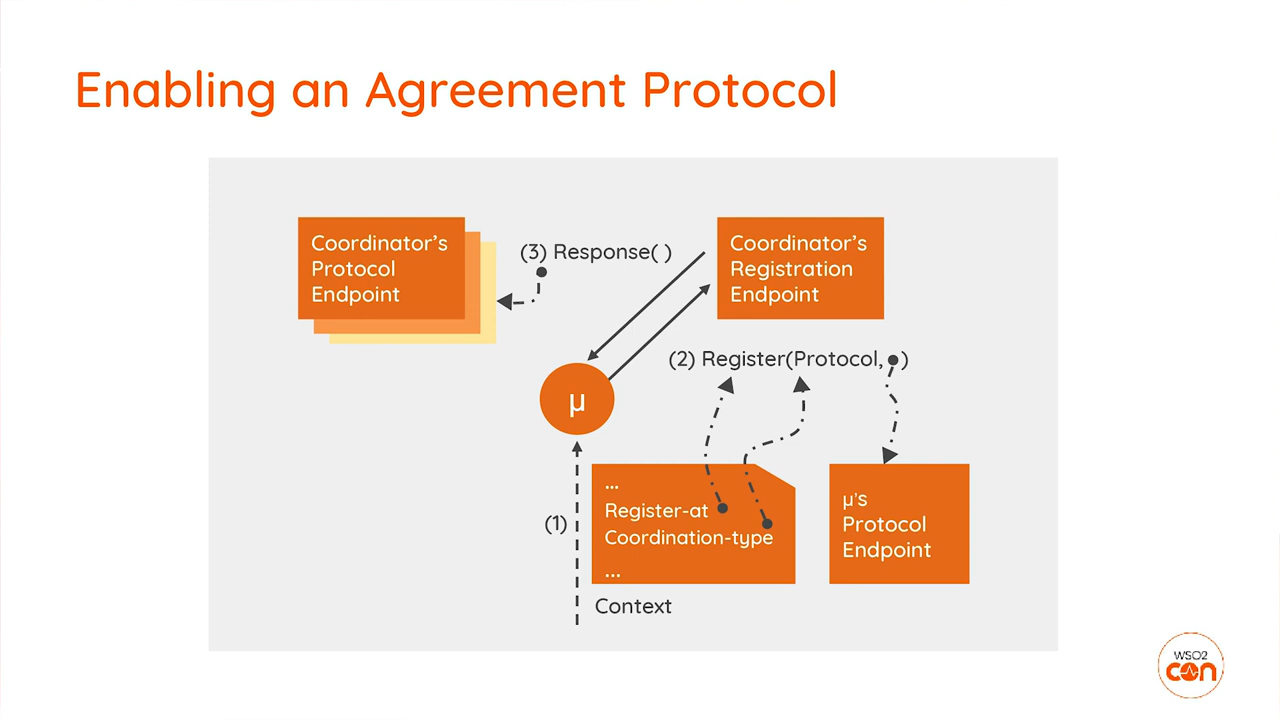 Enabling an Agreement Protocol
Coordinator's
Protocol
Endpoint
(3) Response( )
Coordinator's
Registration
Endpoint
(2) Register(Protocol, )
μ
(1)
...
Register-at
Coordination-type
...
Context
μ's
Protocol
Endpoint
WSO2
con